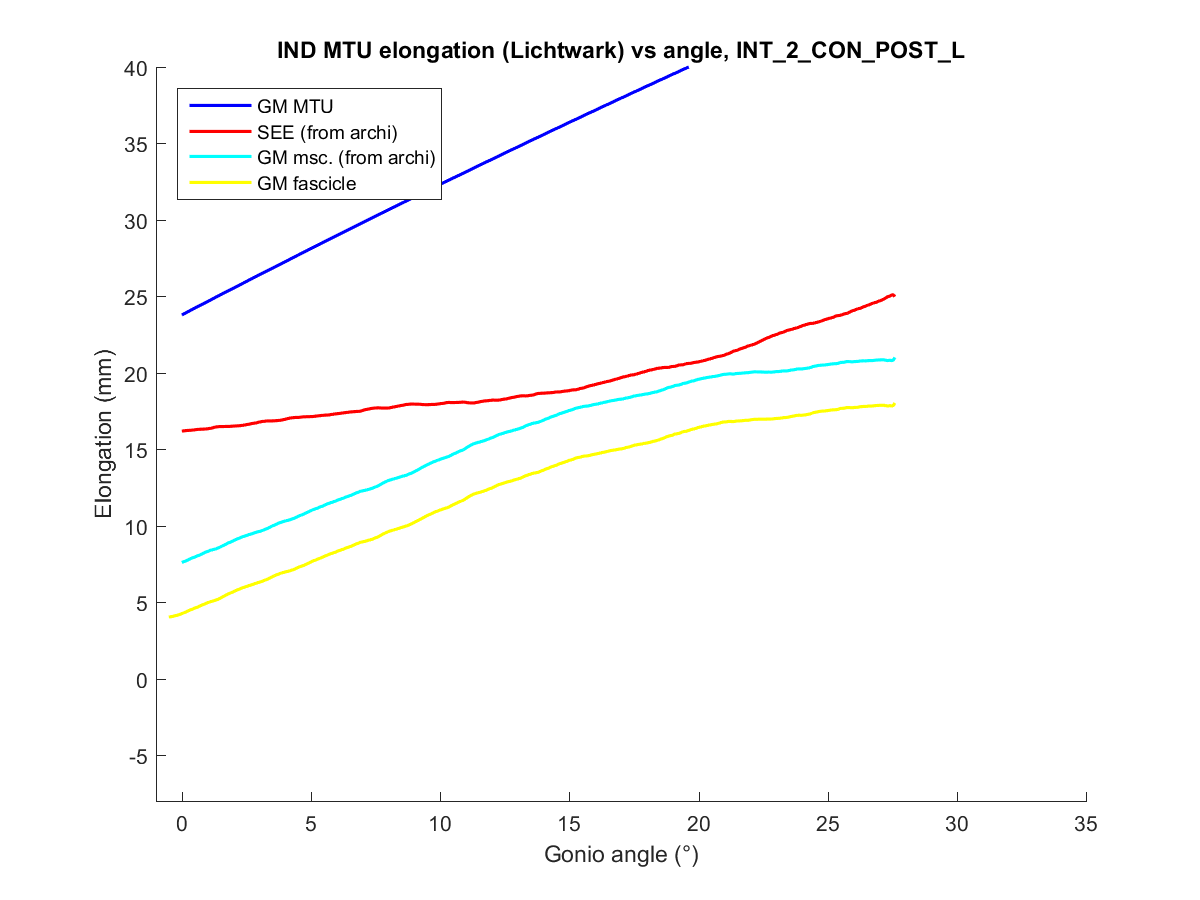 IND MTU elongation (Lichtwark) vs angle, INT_2_CON_POST_L
GM MTU
SEE (from archi)
GM msc. (from archi)
GM fascicle
Elongation (mm)
40
35
30
25
20
15
10
5
0
-5
0 5 10 15 20 25 30 35
Gonio angle (°)